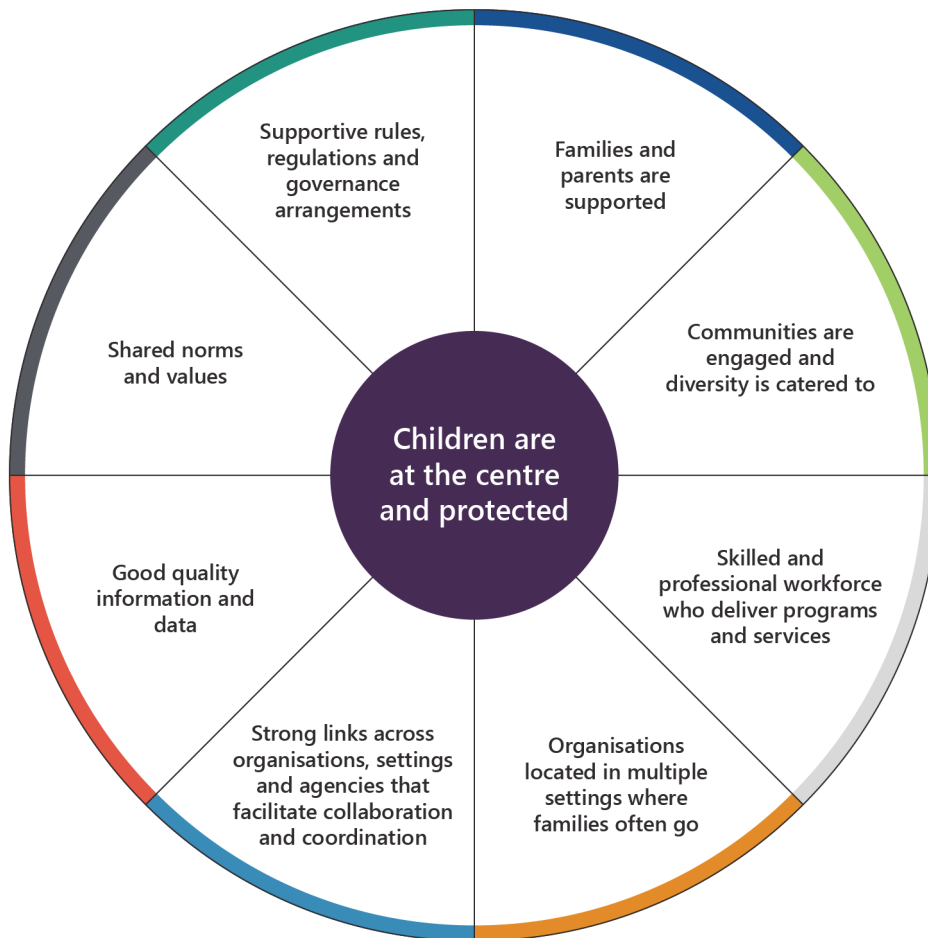 Supportive rules,
regulations and
governance
arrangements
Families and
parents are
supported
Communities are
engaged and
diversity is catered to
Skilled and
professional workforce
who deliver programs
and services
Organisations
located in multiple
settings where
families often go
Strong links across
organisations, settings
and agencies that
facilitate collaboration
and coordination
Good quality
information and
data
Shared norms
and values
Children are
at the centre
and protected